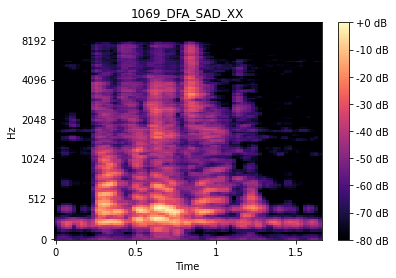 1069_DFA_SAD_XX
+0 dB
8192
-10 dB
4096
-20 dB
-30 dB
2048
Hz
-40 dB
1024
-50 dB
512
-60 dB
-70 dB
0
-80 dB
0
0.5
1
1.5
Time